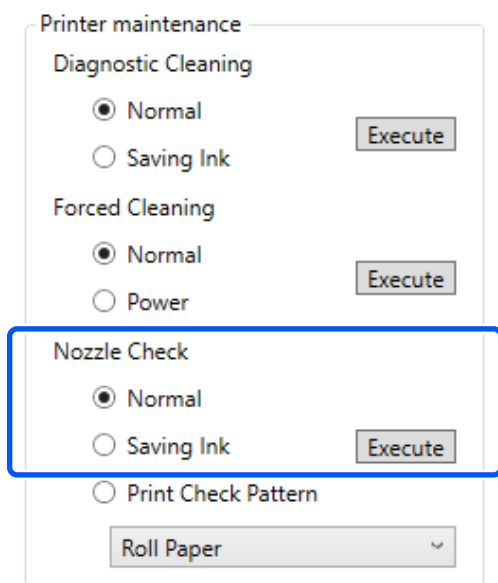 Printer maintenance
Diagnostic Cleaning
Normal
Execute
Saving Ink
Forced Cleaning
Normal
Execute
Power
Nozzle Check
Normal
Saving Ink
Execute
Print Check Pattern
Roll Paper